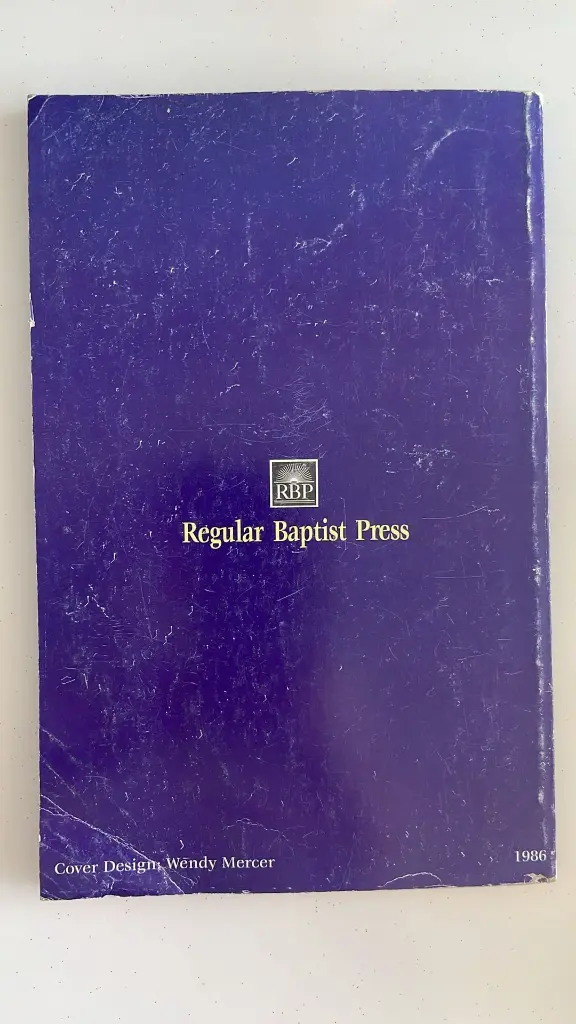 RBP
Regular Baptist Press
Cover Design: Wendy Mercer
1986